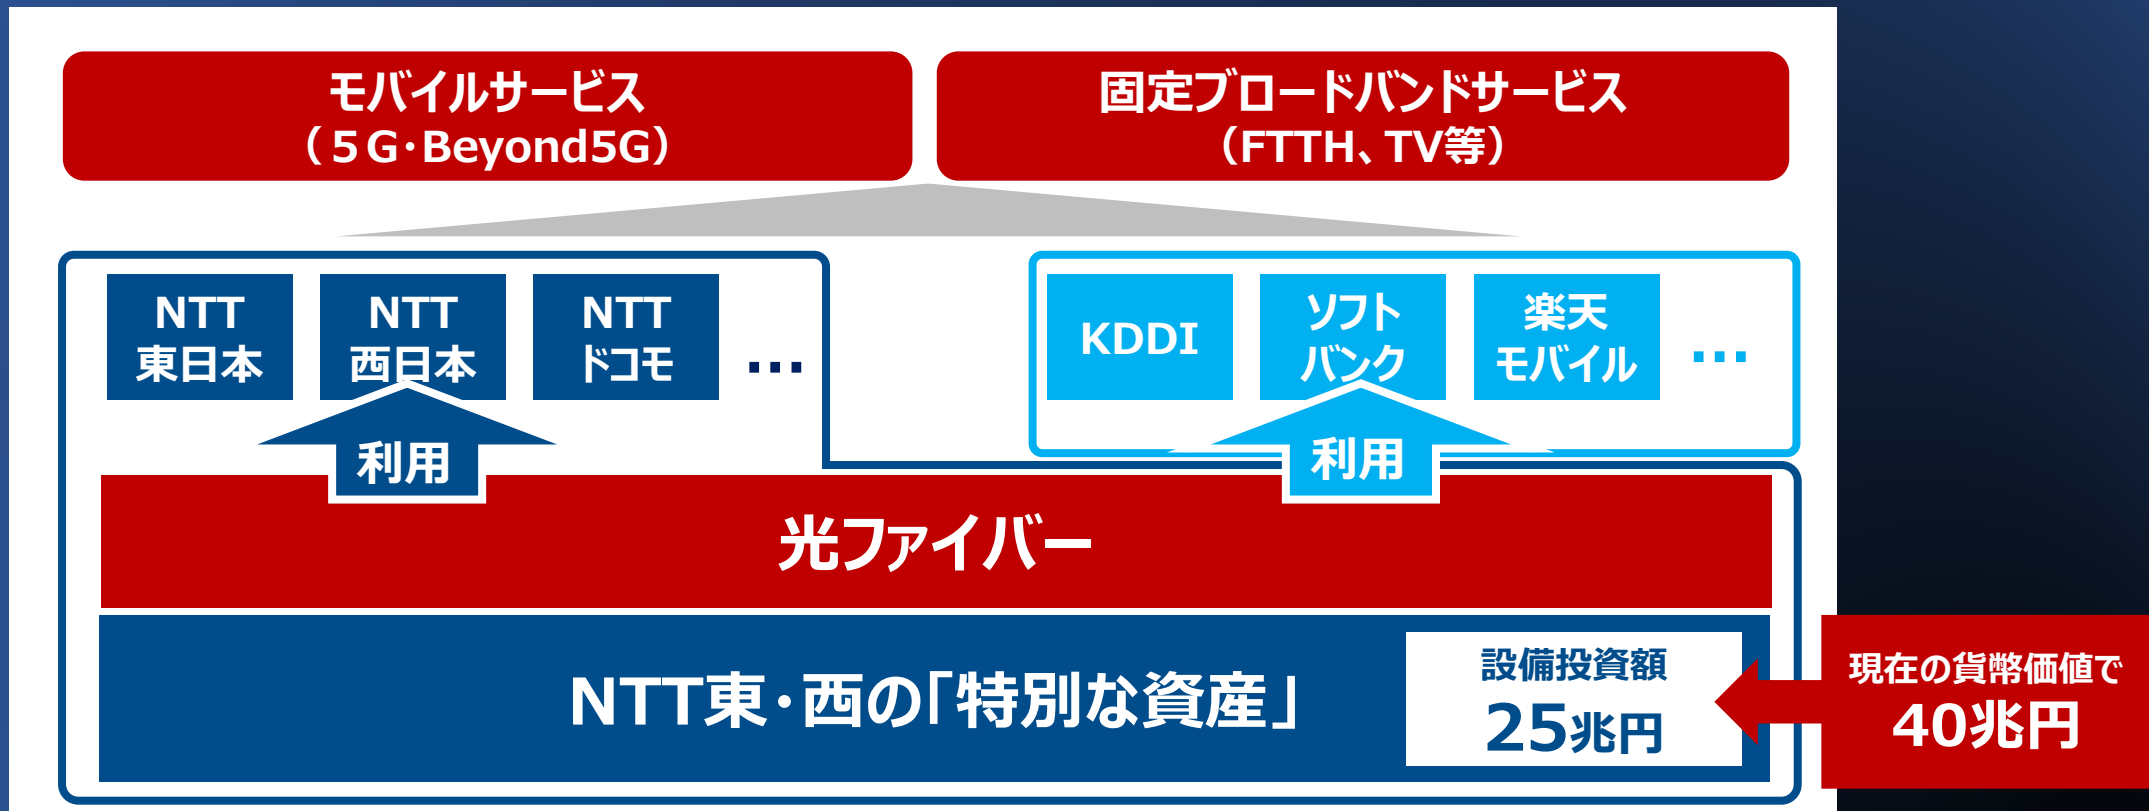 モバイルサービス
（５G・Beyond5G）
固定ブロードバンドサービス
（FTTH、TV等）
NTT
東日本
NTT
西日本
NTT
ドコモ
…
KDDI
ソフト
バンク
楽天
モバイル
…
利用
利用
光ファイバー
NTT東・西の「特別な資産」
設備投資額
25兆円
現在の貨幣価値で
40兆円